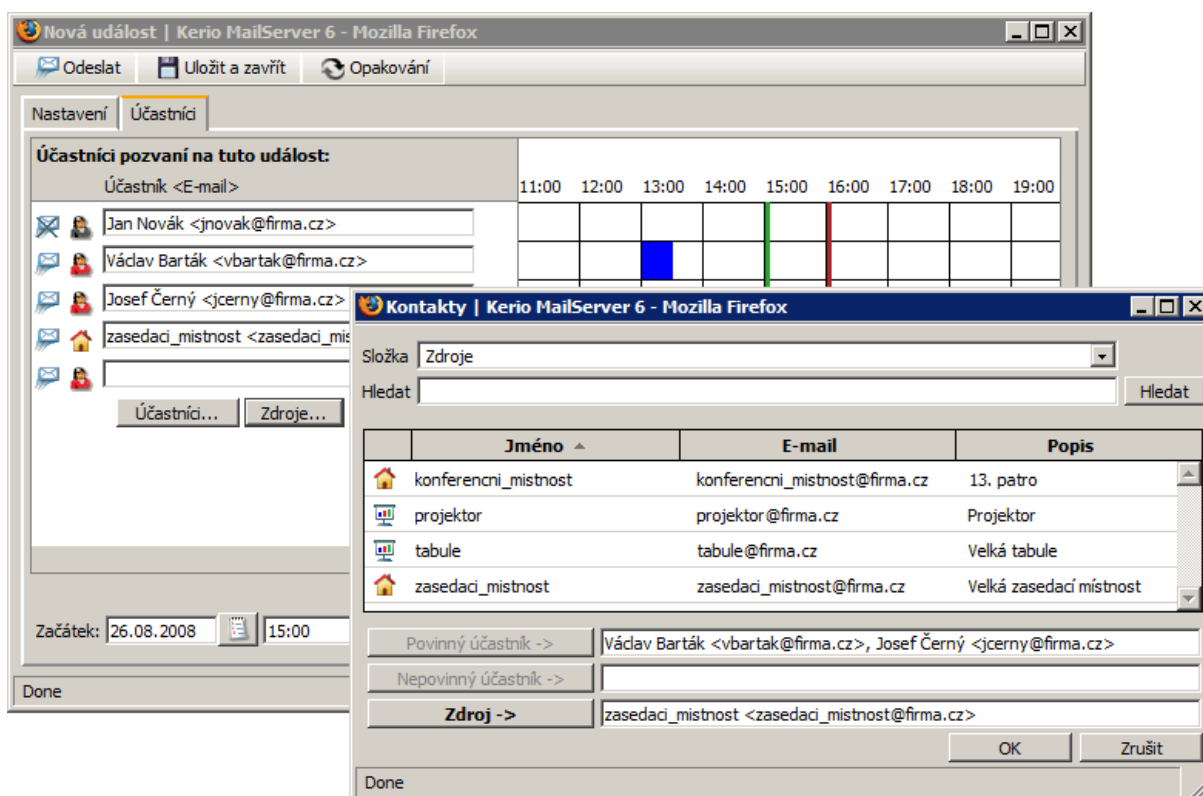 Nová událost | Kerio MailServer 6 - Mozilla Firefox
Odeslat Uložit a zavřít Opakování
Nastavení Účastníci
Účastníci pozvaní na tuto událost:
Účastník <E-mail>
11:00 12:00 13:00 14:00 15:00 16:00 17:00 18:00 19:00
Jan Novák <jnovak@firma.cz>
Václav Barták <vbartak@firma.cz>
Josef Černý <jcerny@firma.cz>
zasedaci_mistnost <zasedaci_mis
Účastníci... Zdroje...
Začátek: 26.08.2008 15:00
Done
Kontakty | Kerio MailServer 6 - Mozilla Firefox
Složka Zdroje
Hledat Hledat
Jméno E-mail Popis
konferencni_mistnost konferencni_mistnost@firma.cz 13. patro
projektor projektor@firma.cz Projektor
tabule tabule@firma.cz Velká tabule
zasedaci_mistnost zasedaci_mistnost@firma.cz Velká zasedací místnost
Povinný účastník -> Václav Barták <vbartak@firma.cz>, Josef Černý <jcerny@firma.cz>
Nepovinný účastník ->
Zdroj -> zasedaci_mistnost <zasedaci_mistnost@firma.cz>
OK Zrušit
Done